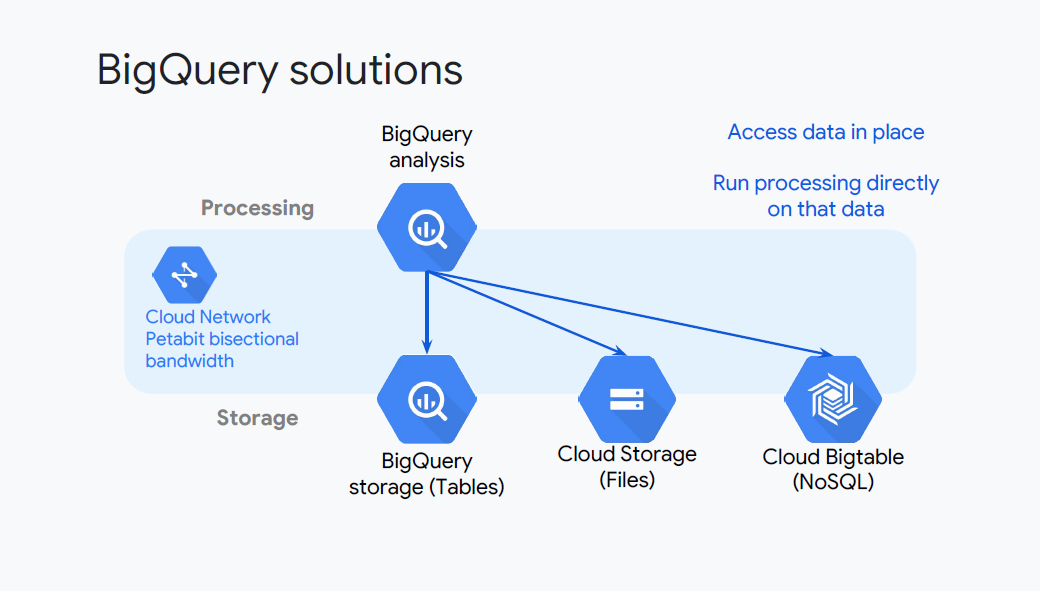 BigQuery solutions
BigQuery
analysis
Access data in place
Run processing directly
on that data
Processing
Cloud Network
Petabit bisectional
bandwidth
Storage
BigQuery
storage (Tables)
Cloud Storage
(Files)
Cloud Bigtable
(NoSQL)